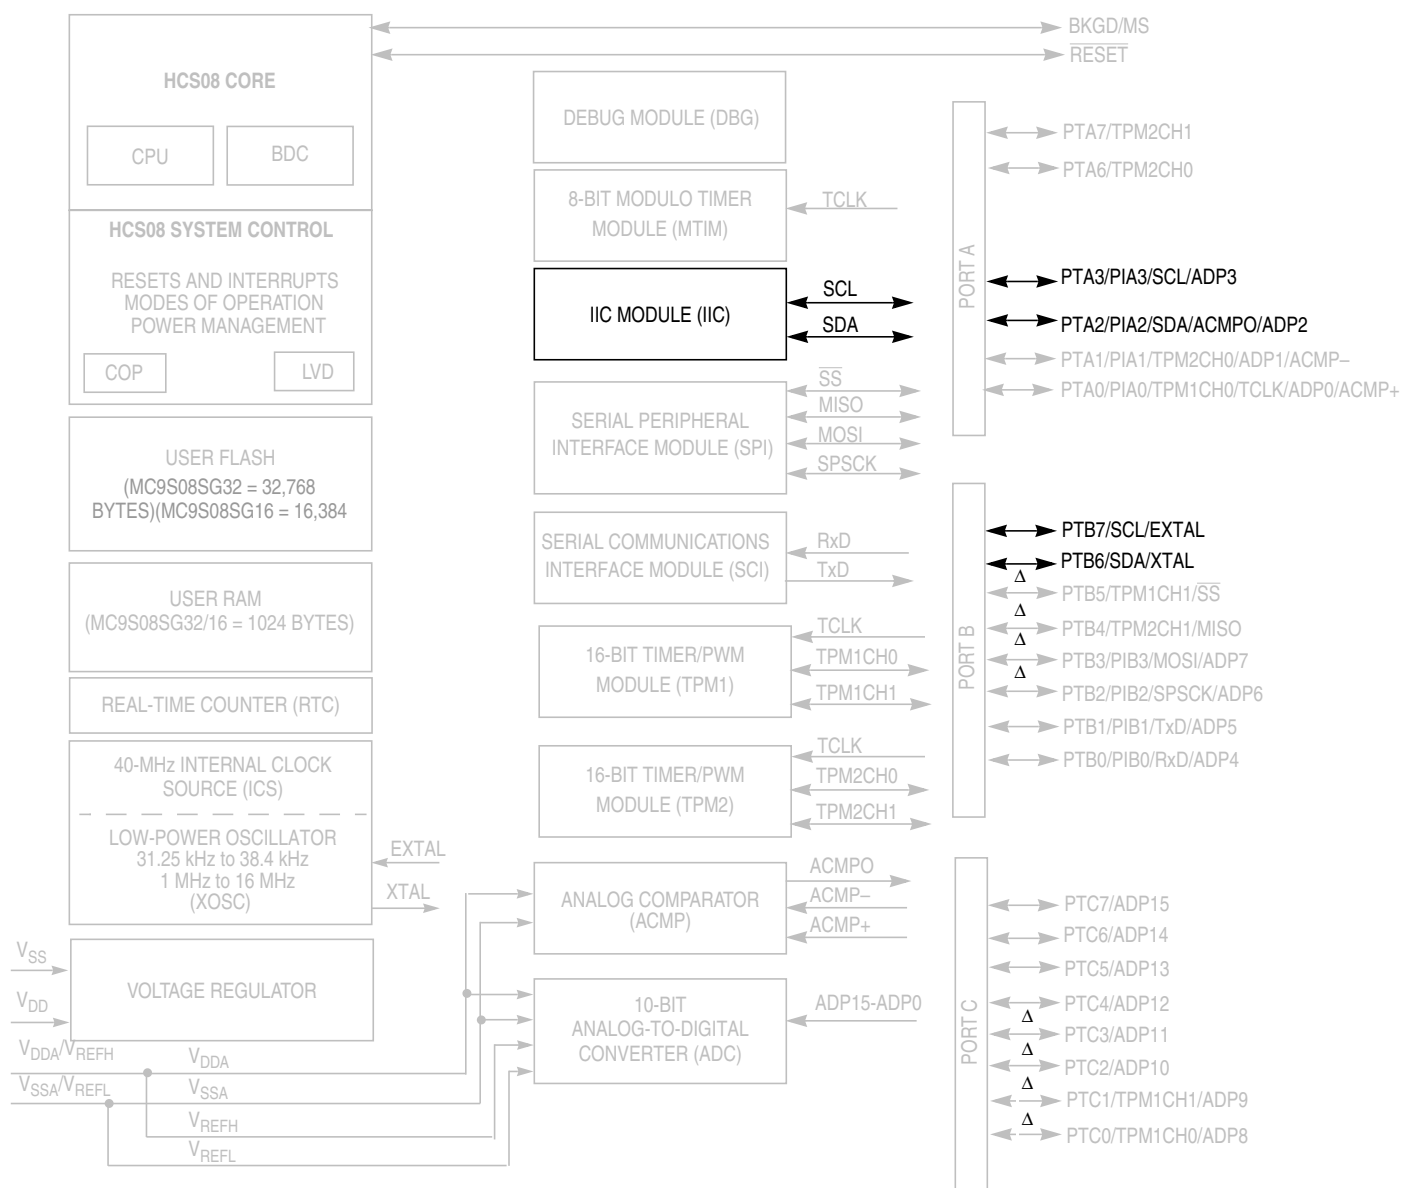 BKGD/MS
RESET
HCS08 CORE
CPU
BDC
HCS08 SYSTEM CONTROL
RESETS AND INTERRUPTS
MODES OF OPERATION
POWER MANAGEMENT
COP
LVD
USER FLASH
(MC9S08SG32 = 32,768
BYTES)(MC9S08SG16 = 16,384
USER RAM
(MC9S08SG32/16 = 1024 BYTES)
REAL-TIME COUNTER (RTC)
40-MHz INTERNAL CLOCK
SOURCE (ICS)
LOW-POWER OSCILLATOR
31.25 kHz to 38.4 kHz
1 MHz to 16 MHz
(XOSC)
EXTAL
XTAL
VSS
VDD
VOLTAGE REGULATOR
VDDA/VREFH
VSSA/VREFL
VDDA
VSSA
VREFH
VREFL
DEBUG MODULE (DBG)
8-BIT MODULO TIMER
MODULE (MTIM)
TCLK
IIC MODULE (IIC)
SCL
SDA
SERIAL PERIPHERAL
INTERFACE MODULE (SPI)
SS
MISO
MOSI
SPSCK
SERIAL COMMUNICATIONS
INTERFACE MODULE (SCI)
RxD
TxD
16-BIT TIMER/PWM
MODULE (TPM1)
TCLK
TPM1CH0
TPM1CH1
16-BIT TIMER/PWM
MODULE (TPM2)
TCLK
TPM2CH0
TPM2CH1
ANALOG COMPARATOR
(ACMP)
ACMPO
ACMP–
ACMP+
10-BIT
ANALOG-TO-DIGITAL
CONVERTER (ADC)
ADP15-ADP0
PORT A
PTA7/TPM2CH1
PTA6/TPM2CH0
PTA3/PIA3/SCL/ADP3
PTA2/PIA2/SDA/ACMPO/ADP2
PTA1/PIA1/TPM2CH0/ADP1/ACMP–
PTA0/PIA0/TPM1CH0/TCLK/ADP0/ACMP+
PORT B
PTB7/SCL/EXTAL
PTB6/SDA/XTAL
Δ
PTB5/TPM1CH1/SS
Δ
PTB4/TPM2CH1/MISO
Δ
PTB3/PIB3/MOSI/ADP7
Δ
PTB2/PIB2/SPSCK/ADP6
PTB1/PIB1/TxD/ADP5
PTB0/PIB0/RxD/ADP4
PORT C
PTC7/ADP15
PTC6/ADP14
PTC5/ADP13
PTC4/ADP12
Δ
PTC3/ADP11
Δ
PTC2/ADP10
Δ
PTC1/TPM1CH1/ADP9
Δ
PTC0/TPM1CH0/ADP8